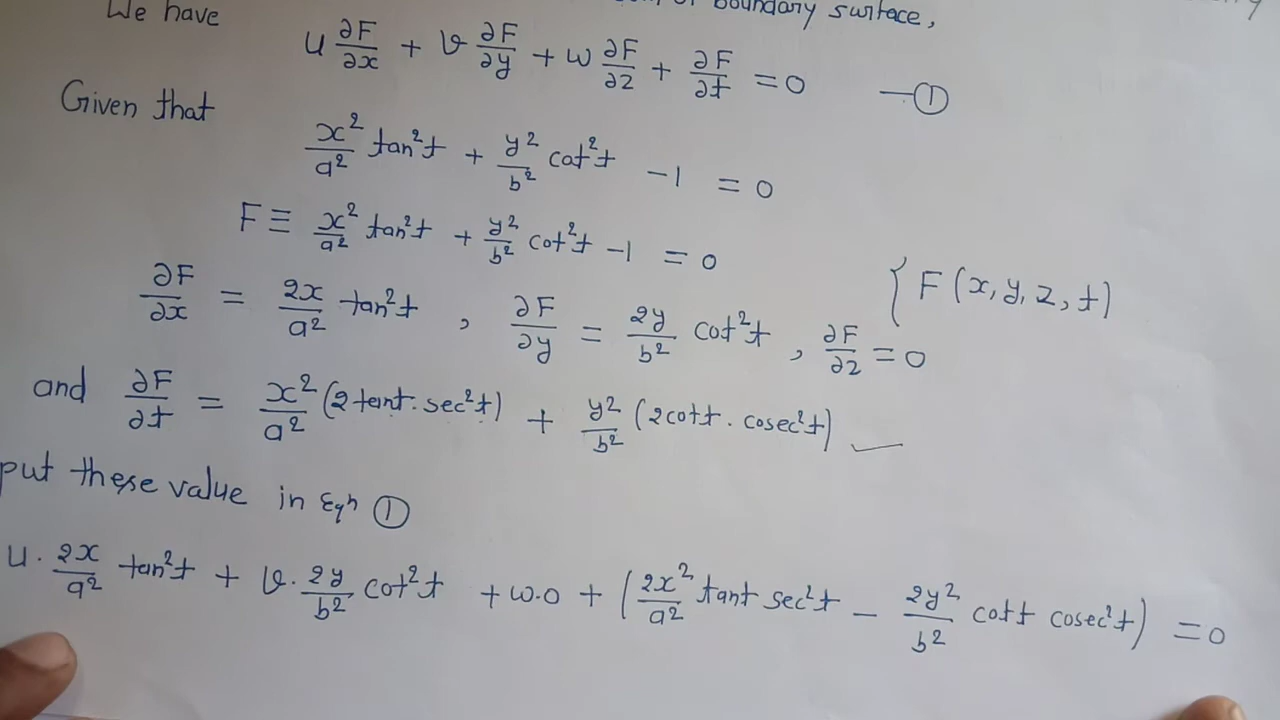 We have boundary surface,
u ∂F/∂x + v ∂F/∂y + w ∂F/∂z + ∂F/∂t = 0 —①
Given that
x²/a² tan²t + y²/b² cot²t - 1 = 0
F ≡ x²/a² tan²t + y²/b² cot²t - 1 = 0
{ F(x, y, z, t)
∂F/∂x = 2x/a² tan²t , ∂F/∂y = 2y/b² cot²t , ∂F/∂z = 0
and ∂F/∂t = x²/a² (2 tant. sec²t) + y²/b² (2 cott. cosec²t)
put these value in Eqⁿ ①
u. 2x/a² tan²t + v. 2y/b² cot²t + w.0 + (2x²/a² tant sec²t - 2y²/b² cott cosec²t) = 0